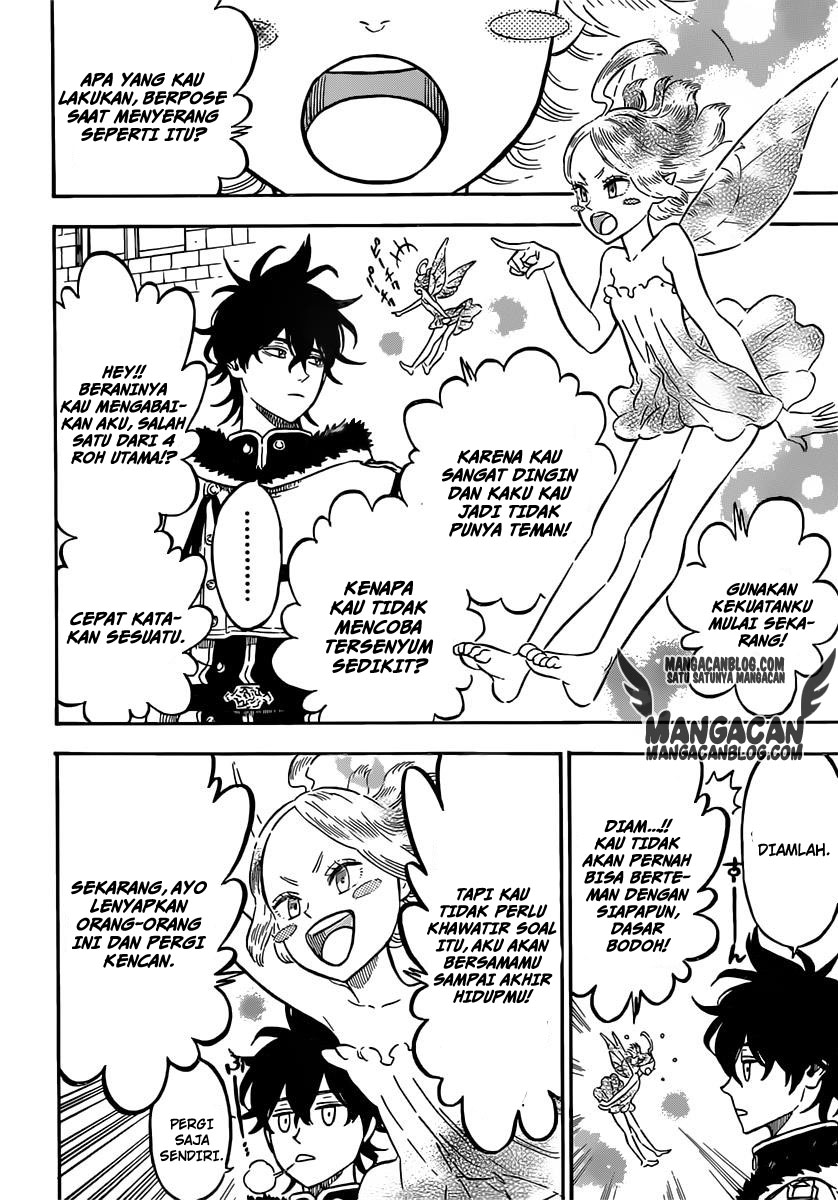 APA YANG KAU
LAKUKAN, BERPOSE
SAAT MENYERANG
SEPERTI ITU?
GUNAKAN
KEKUATANKU
MULAI SEKA-
RANG!
KARENA KAU
SANGAT DINGIN
DAN KAKU KAU
JADI TIDAK
PUNYA TEMAN!
KENAPA
KAU TIDAK
MENCOBA
TERSENYUM
SEDIKIT?
HEY!!
BERANINYA
KAU MENGABAI-
KAN AKU, SALAH
SATU DARI 4
ROH UTAMA!?
CEPAT KATA-
KAN SESUATU.
.........
MANGACANBLOG.COM
SATU SATUNYA MANGACAN
MANGACAN
MANGACANBLOG.COM
DIAMLAH.
DIAM...!!
KAU TIDAK
AKAN PERNAH
BISA BERTE-
MAN DENGAN
SIAPAPUN,
DASAR
BODOH!
TAPI KAU
TIDAK PERLU
KHAWATIR SOAL
ITU, AKU AKAN
BERSAMAMU
SAMPAI AKHIR
HIDUPMU!
SEKARANG, AYO
LENYAPKAN
ORANG-ORANG
INI DAN PERGI
KENCAN.
PERGI
SAJA
SENDIRI.